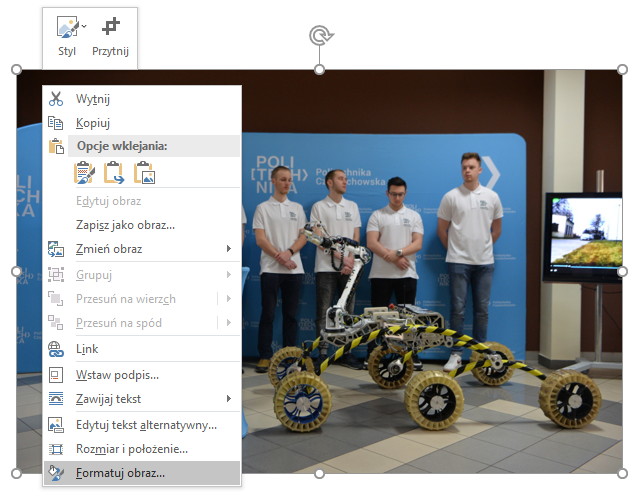 Styl
Przytnij
Wytnij
Kopiuj
Opcje wklejania:
Edytuj obraz
Zapisz jako obraz...
Zmień obraz
Grupuj
Przesuń na wierzch
Przesuń na spód
Link
Wstaw podpis...
Zawijaj tekst
Edytuj tekst alternatywny...
Rozmiar i położenie...
Formatuj obraz...
POLI
[TECH
NIKA
Politechnika
Częstochowska